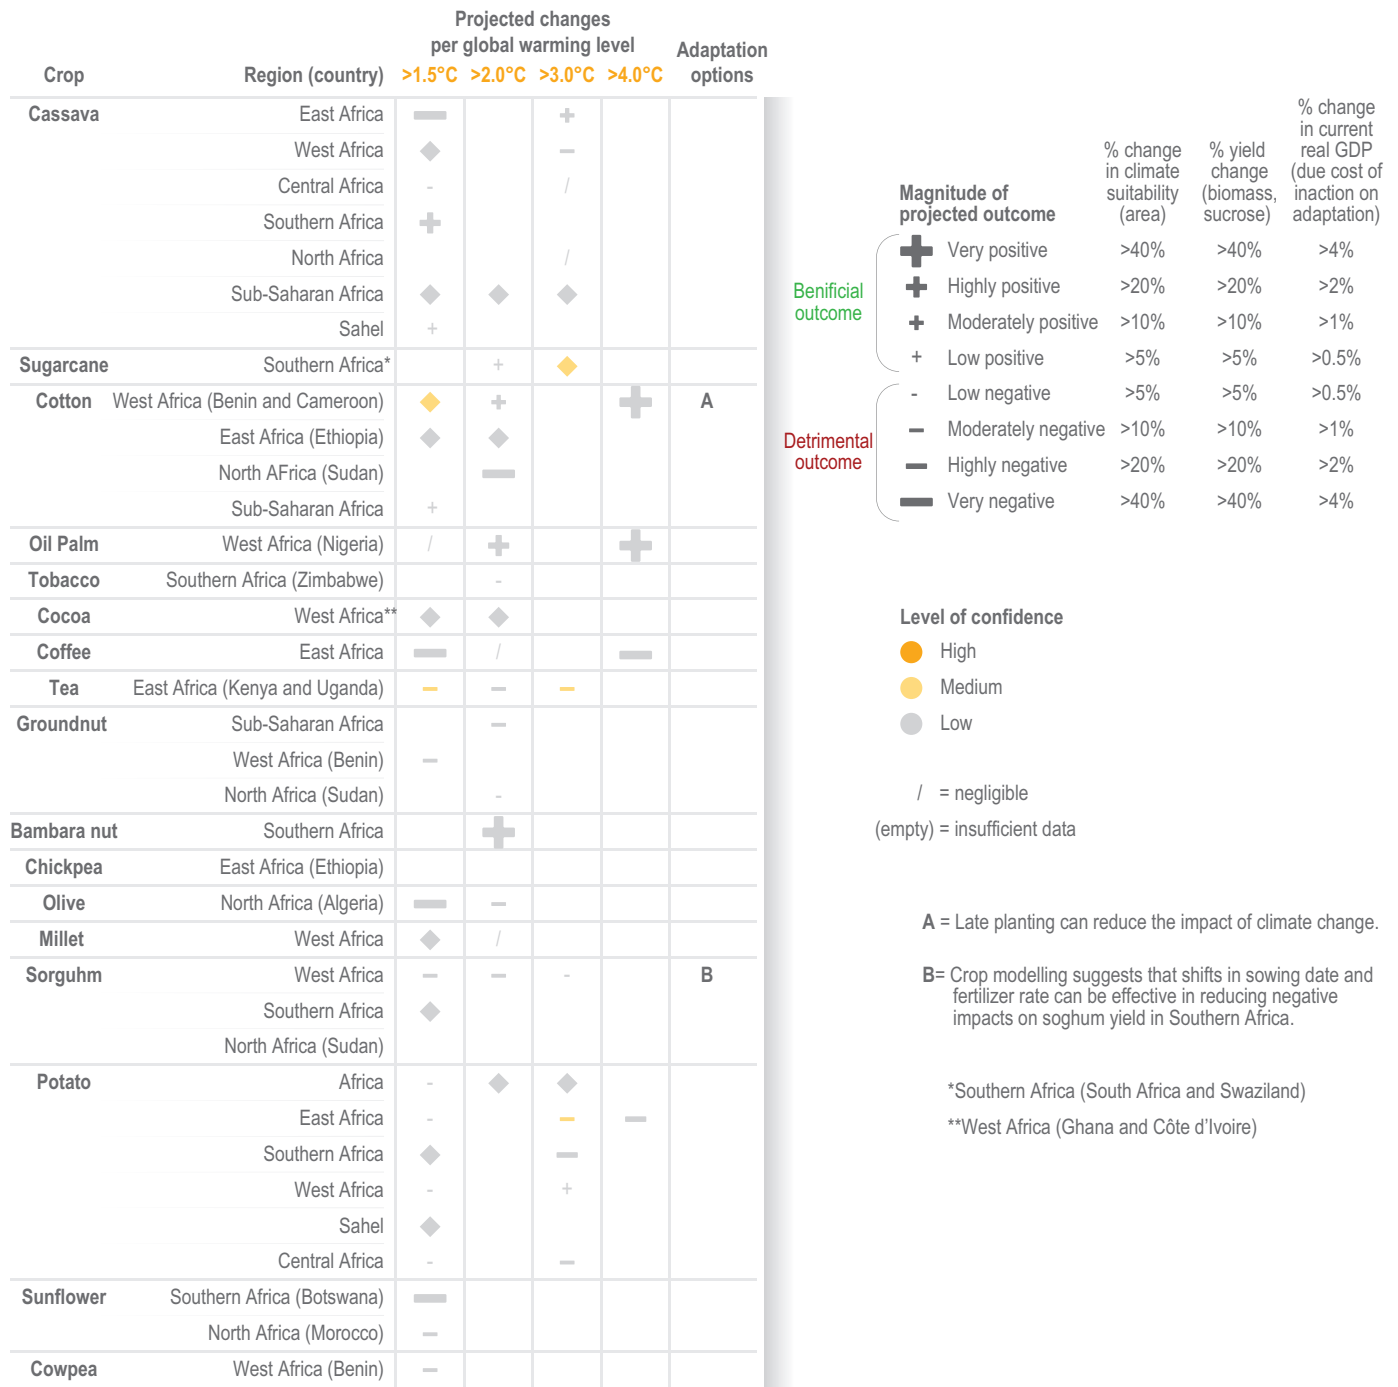 Projected changes
per global warming level
Adaptation
options
Crop Region (country) >1.5°C >2.0°C >3.0°C >4.0°C
Cassava East Africa +
West Africa –
Central Africa - /
Southern Africa +
North Africa /
Sub-Saharan Africa
Sahel +
Sugarcane Southern Africa* +
Cotton West Africa (Benin and Cameroon) + + A
East Africa (Ethiopia)
North AFrica (Sudan) –
Sub-Saharan Africa +
Oil Palm West Africa (Nigeria) / + +
Tobacco Southern Africa (Zimbabwe) -
Cocoa West Africa**
Coffee East Africa – / –
Tea East Africa (Kenya and Uganda) – – –
Groundnut Sub-Saharan Africa –
West Africa (Benin) –
North Africa (Sudan) -
Bambara nut Southern Africa +
Chickpea East Africa (Ethiopia)
Olive North Africa (Algeria) – –
Millet West Africa /
Sorguhm West Africa – – - B
Southern Africa
North Africa (Sudan)
Potato Africa -
East Africa - – –
Southern Africa –
West Africa - +
Sahel
Central Africa - –
Sunflower Southern Africa (Botswana) –
North Africa (Morocco) –
Cowpea West Africa (Benin) –
Magnitude of
projected outcome
% change
in climate
suitability
(area)
% yield
change
(biomass,
sucrose)
% change
in current
real GDP
(due cost of
inaction on
adaptation)
Benificial
outcome
+ Very positive >40% >40% >4%
+ Highly positive >20% >20% >2%
+ Moderately positive >10% >10% >1%
+ Low positive >5% >5% >0.5%
Detrimental
outcome
- Low negative >5% >5% >0.5%
– Moderately negative >10% >10% >1%
– Highly negative >20% >20% >2%
– Very negative >40% >40% >4%
Level of confidence
High
Medium
Low
/ = negligible
(empty) = insufficient data
A = Late planting can reduce the impact of climate change.
B= Crop modelling suggests that shifts in sowing date and
fertilizer rate can be effective in reducing negative
impacts on soghum yield in Southern Africa.
*Southern Africa (South Africa and Swaziland)
**West Africa (Ghana and Côte d'Ivoire)